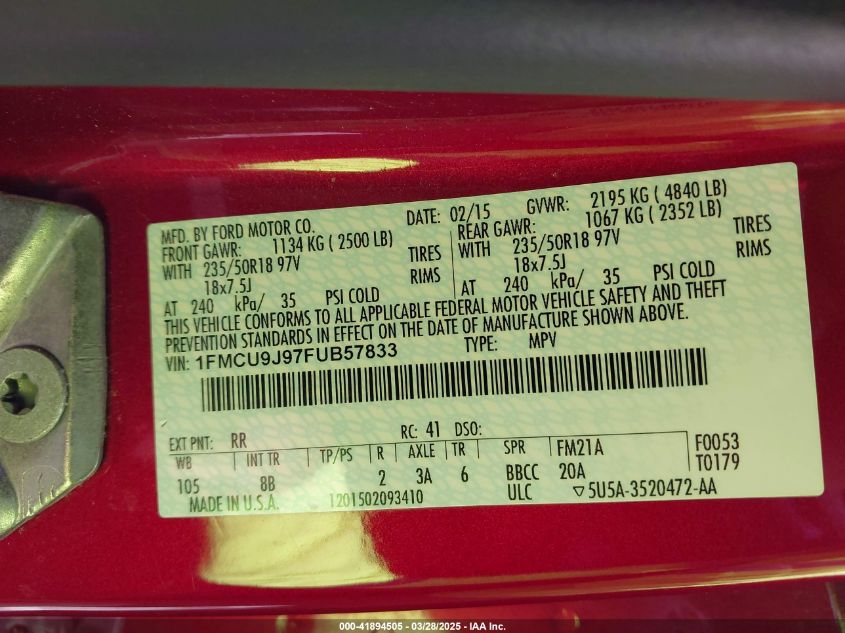 MFD. BY FORD MOTOR CO. DATE: 02/15 GVWR: 2195 KG ( 4840 LB)
FRONT GAWR: 1134 KG ( 2500 LB) REAR GAWR: 1067 KG ( 2352 LB)
WITH 235/50R18 97V TIRES WITH 235/50R18 97V TIRES
18x7.5J RIMS 18x7.5J RIMS
AT 240 kPa/ 35 PSI COLD AT 240 kPa/ 35 PSI COLD
THIS VEHICLE CONFORMS TO ALL APPLICABLE FEDERAL MOTOR VEHICLE SAFETY AND THEFT
PREVENTION STANDARDS IN EFFECT ON THE DATE OF MANUFACTURE SHOWN ABOVE.
VIN: 1FMCU9J97FUB57833 TYPE: MPV
EXT PNT: RR RC: 41 DSO: F0053
WB INT TR TP/PS R AXLE TR SPR FM21A T0179
105 8B 2 3A 6 BBCC 20A
MADE IN U.S.A. 1201502093410 ULC ▽5U5A-3520472-AA
000-41894505 - 03/28/2025 - IAA Inc.